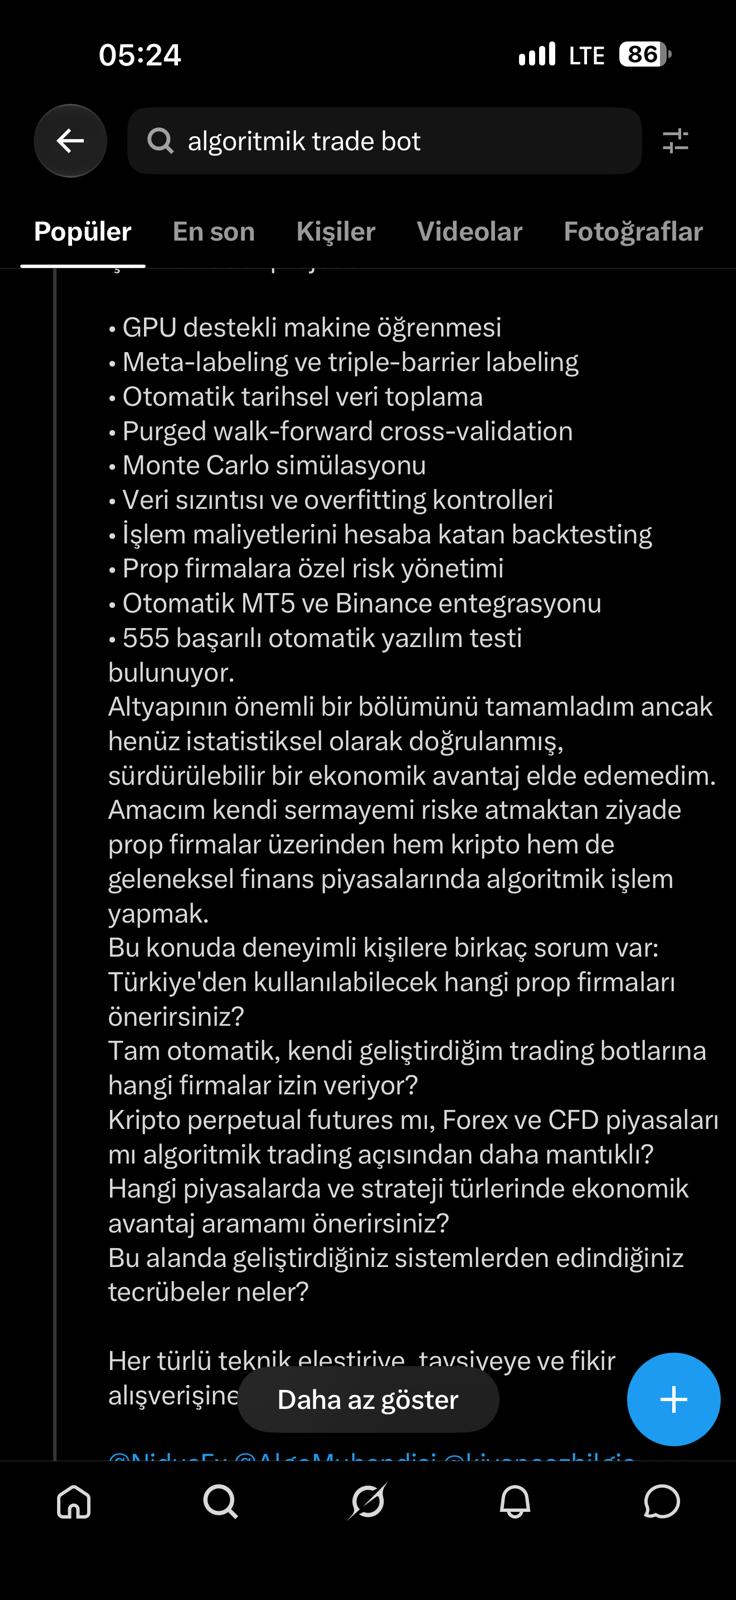 05:24
LTE
86
algoritmik trade bot
Popüler
En son
Kişiler
Videolar
Fotoğraflar
• GPU destekli makine öğrenmesi
• Meta-labeling ve triple-barrier labeling
• Otomatik tarihsel veri toplama
• Purged walk-forward cross-validation
• Monte Carlo simülasyonu
• Veri sızıntısı ve overfitting kontrolleri
• İşlem maliyetlerini hesaba katan backtesting
• Prop firmalara özel risk yönetimi
• Otomatik MT5 ve Binance entegrasyonu
• 555 başarılı otomatik yazılım testi
bulunuyor.
Altyapının önemli bir bölümünü tamamladım ancak
henüz istatistiksel olarak doğrulanmış,
sürdürülebilir bir ekonomik avantaj elde edemedim.
Amacım kendi sermayemi riske atmaktan ziyade
prop firmalar üzerinden hem kripto hem de
geleneksel finans piyasalarında algoritmik işlem
yapmak.
Bu konuda deneyimli kişilere birkaç sorum var:
Türkiye'den kullanılabilecek hangi prop firmaları
önerirsiniz?
Tam otomatik, kendi geliştirdiğim trading botlarına
hangi firmalar izin veriyor?
Kripto perpetual futures mı, Forex ve CFD piyasaları
mı algoritmik trading açısından daha mantıklı?
Hangi piyasalarda ve strateji türlerinde ekonomik
avantaj aramamı önerirsiniz?
Bu alanda geliştirdiğiniz sistemlerden edindiğiniz
tecrübeler neler?
Her türlü teknik eleştiriye, tavsiyeye ve fikir
alışverişine
Daha az göster